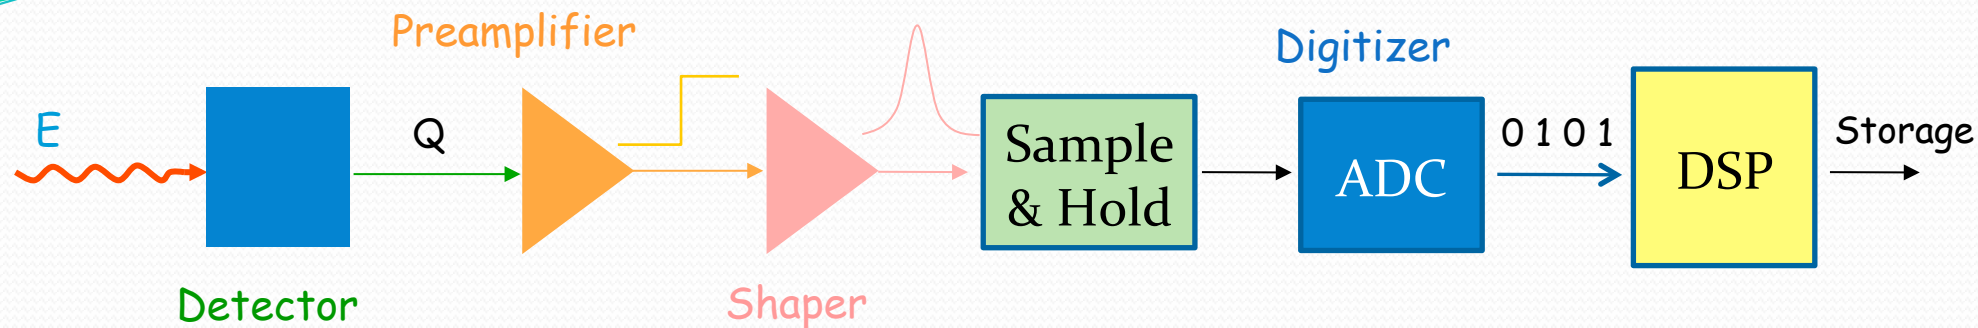 Preamplifier
Digitizer
E
Q
Sample
& Hold
ADC
0 1 0 1
DSP
Storage
Detector
Shaper